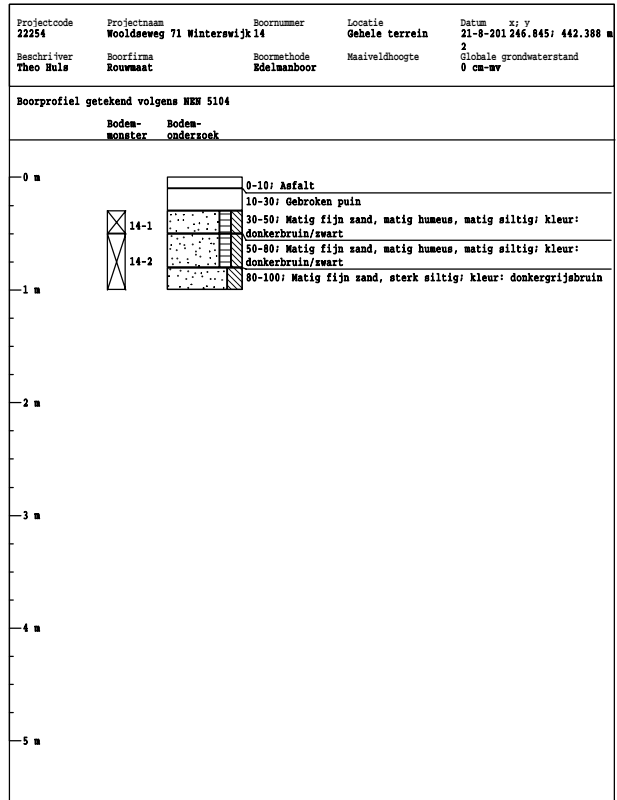 Projectcode Projectnaam Boornummer Locatie Datum x; y
22254 Wooldseweg 71 Winterswijk 14 Gehele terrein 21-8-201 246.845; 442.388 m
2
Beschrijver Boorfirma Boormethode Maaiveldhoogte Globale grondwaterstand
Theo Huls Rouwmaat Edelmanboor 0 cm-mv
Boorprofiel getekend volgens NEN 5104
Bodem- Bodem-
monster onderzoek
0 m
0-10; Asfalt
10-30; Gebroken puin
14-1 30-50; Matig fijn zand, matig humeus, matig siltig; kleur:
donkerbruin/zwart
50-80; Matig fijn zand, matig humeus, matig siltig; kleur:
14-2 donkerbruin/zwart
80-100; Matig fijn zand, sterk siltig; kleur: donkergrijsbruin
1 m
2 m
3 m
4 m
5 m